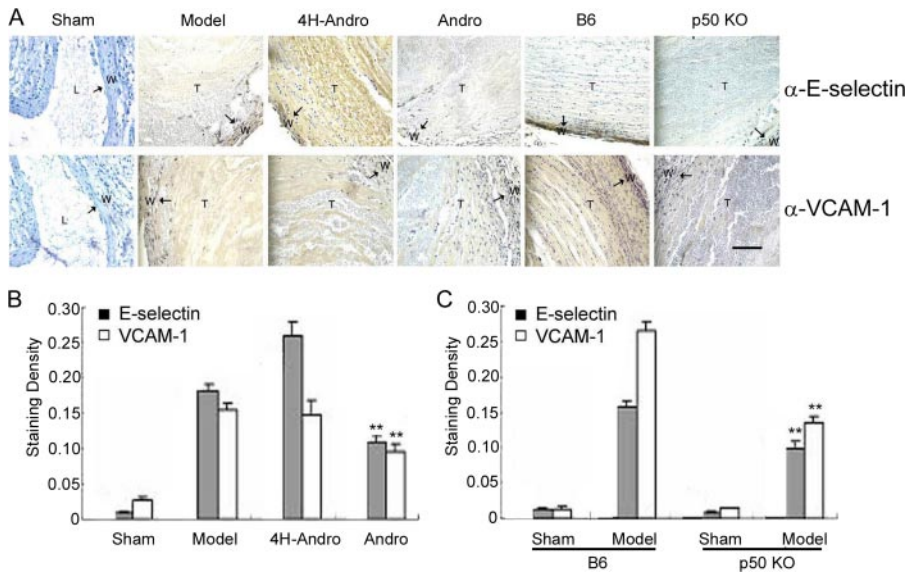 A Sham Model 4H-Andro Andro B6 p50 KO
L W T W T W T W T W T W
α-E-selectin
L W W T T W T W T W W T
α-VCAM-1
B
0.30
0.25
0.20
0.15
0.10
0.05
0
Staining Density
E-selectin
VCAM-1
** **
Sham Model 4H-Andro Andro
C
0.30
0.25
0.20
0.15
0.10
0.05
0.00
Staining Density
E-selectin
VCAM-1
** **
Sham Model Sham Model
B6 p50 KO